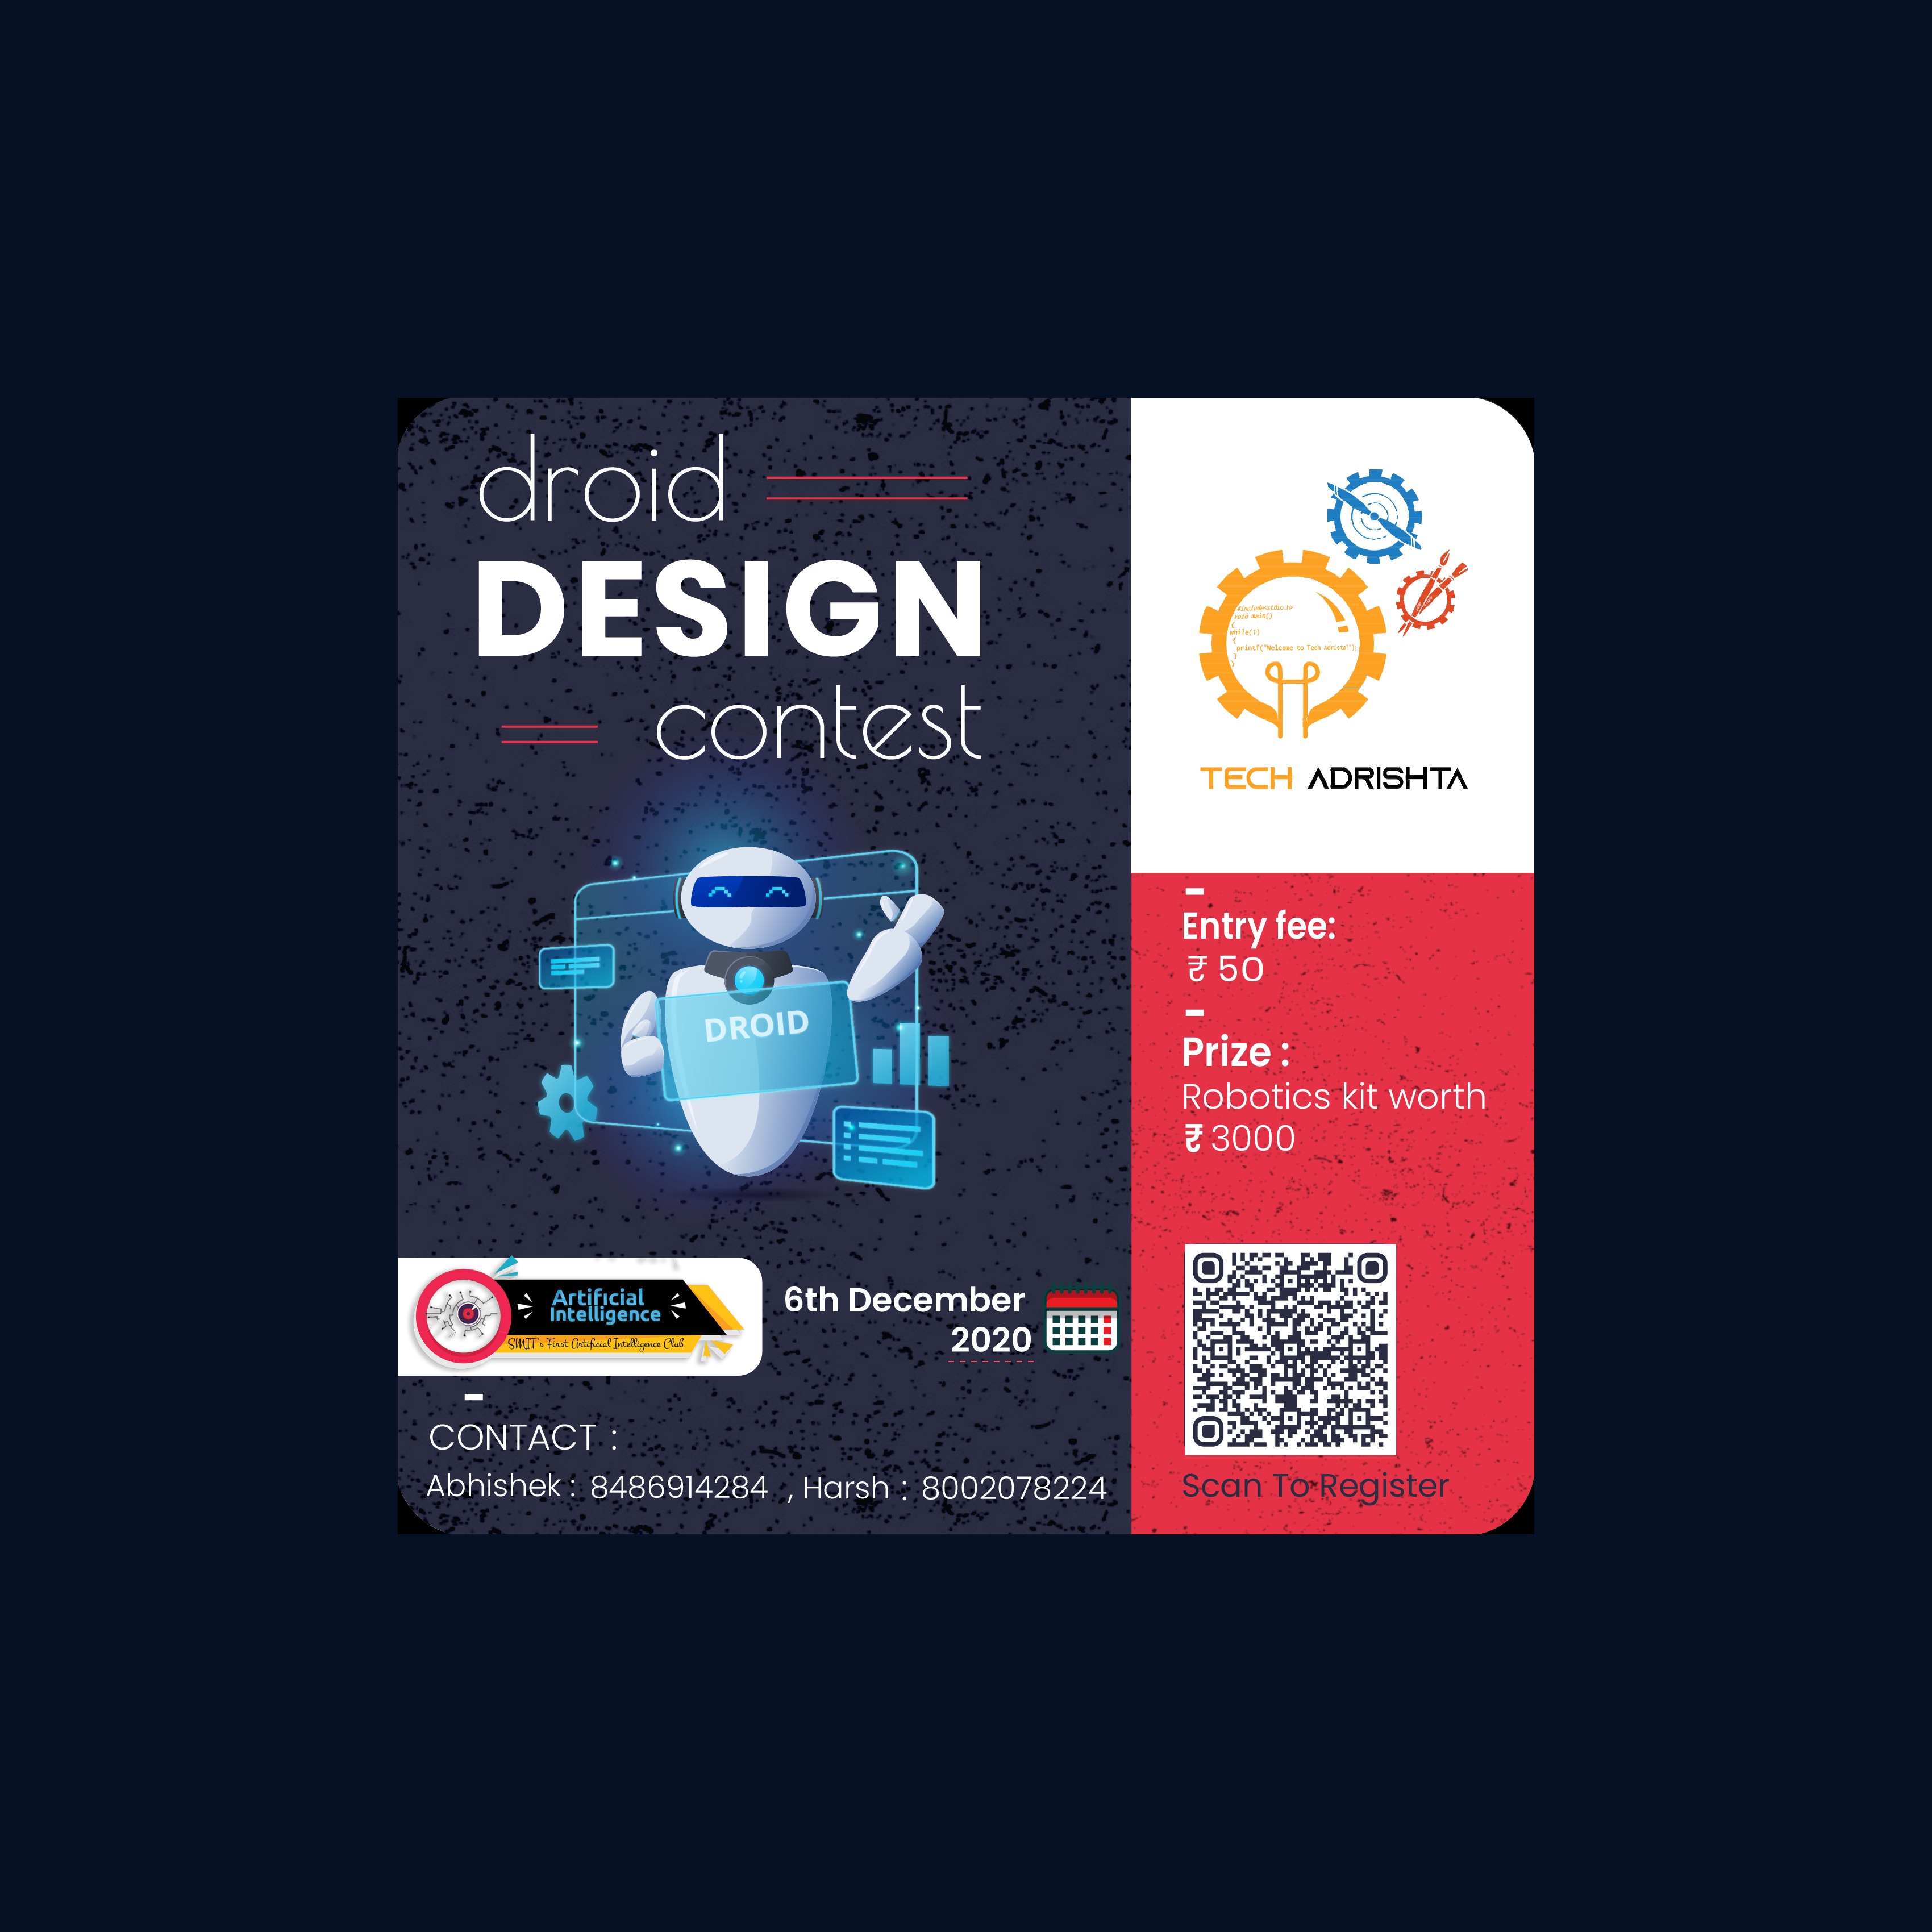 droid
DESIGN
contest
DROID
Artificial
Intelligence
SMIT's First Artificial Intelligence Club
6th December
2020
CONTACT :
Abhishek : 8486914284 , Harsh : 8002078224
#include<stdio.h>
void main()
{
while(1)
{
printf("Welcome to Tech Adrista!");
}
}
TECH ADRISHTA
Entry fee:
₹ 50
Prize :
Robotics kit worth
₹ 3000
Scan To Register